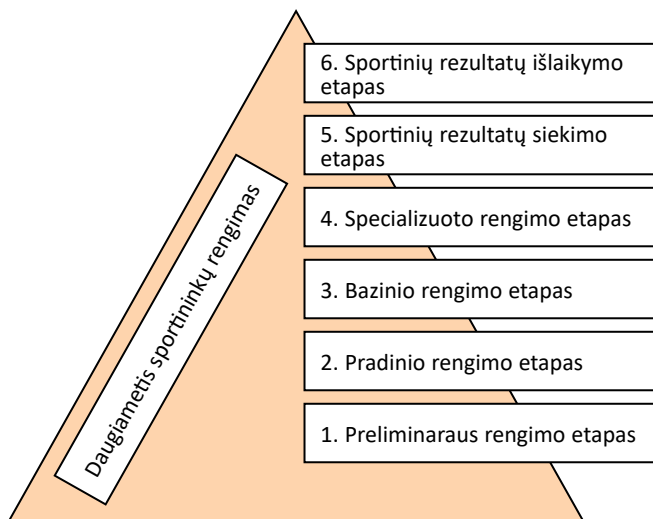 6. Sportinių rezultatų išlaikymo
etapas
5. Sportinių rezultatų siekimo
etapas
4. Specializuoto rengimo etapas
3. Bazinio rengimo etapas
2. Pradinio rengimo etapas
1. Preliminaraus rengimo etapas
Daugiametis sportininkų rengimas